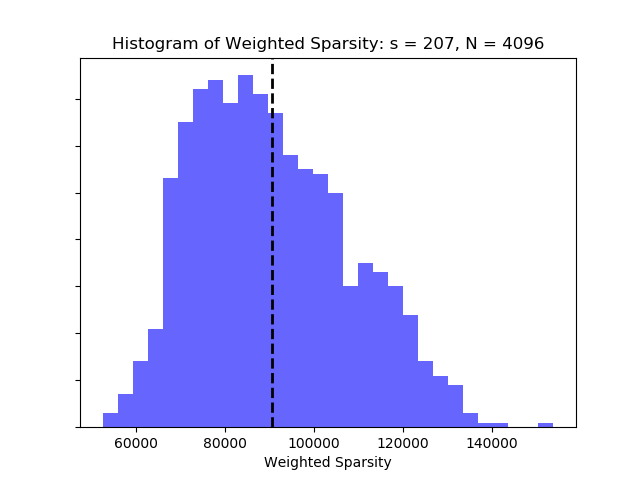 Histogram of Weighted Sparsity: s = 207, N = 4096
60000 80000 100000 120000 140000
Weighted Sparsity